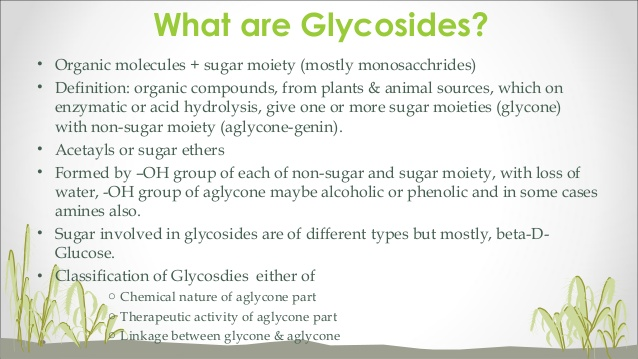 What are Glycosides?
• Organic molecules + sugar moiety (mostly monosacchrides)
• Definition: organic compounds, from plants & animal sources, which on
enzymatic or acid hydrolysis, give one or more sugar moieties (glycone)
with non-sugar moiety (aglycone-genin).
• Acetayls or sugar ethers
• Formed by –OH group of each of non-sugar and sugar moiety, with loss of
water, -OH group of aglycone maybe alcoholic or phenolic and in some cases
amines also.
• Sugar involved in glycosides are of different types but mostly, beta-D-
Glucose.
• Classification of Glycosdies either of
○ Chemical nature of aglycone part
○ Therapeutic activity of aglycone part
○ Linkage between glycone & aglycone